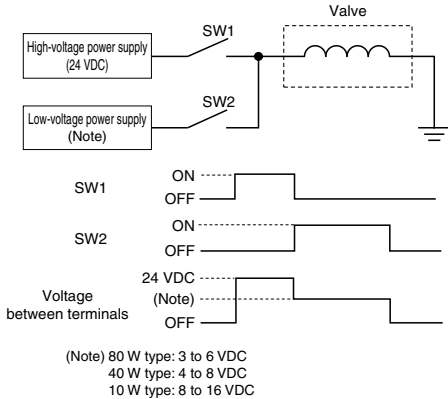 Valve
High-voltage power supply
(24 VDC)
SW1
Low-voltage power supply
(Note)
SW2
SW1
ON
OFF
SW2
ON
OFF
Voltage
between terminals
24 VDC
(Note)
OFF
(Note) 80 W type: 3 to 6 VDC
40 W type: 4 to 8 VDC
10 W type: 8 to 16 VDC